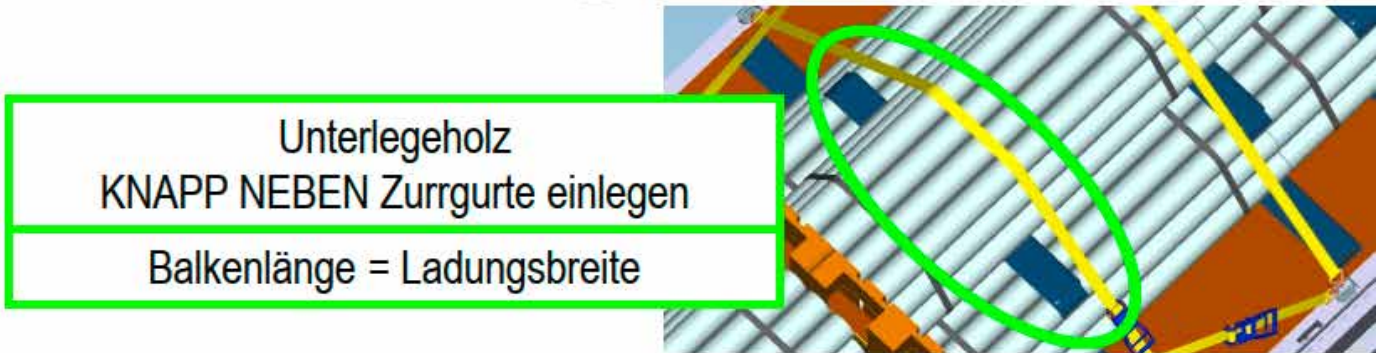 Unterlegeholz
KNAPP NEBEN Zurrgurte einlegen
Balkenlänge = Ladungsbreite